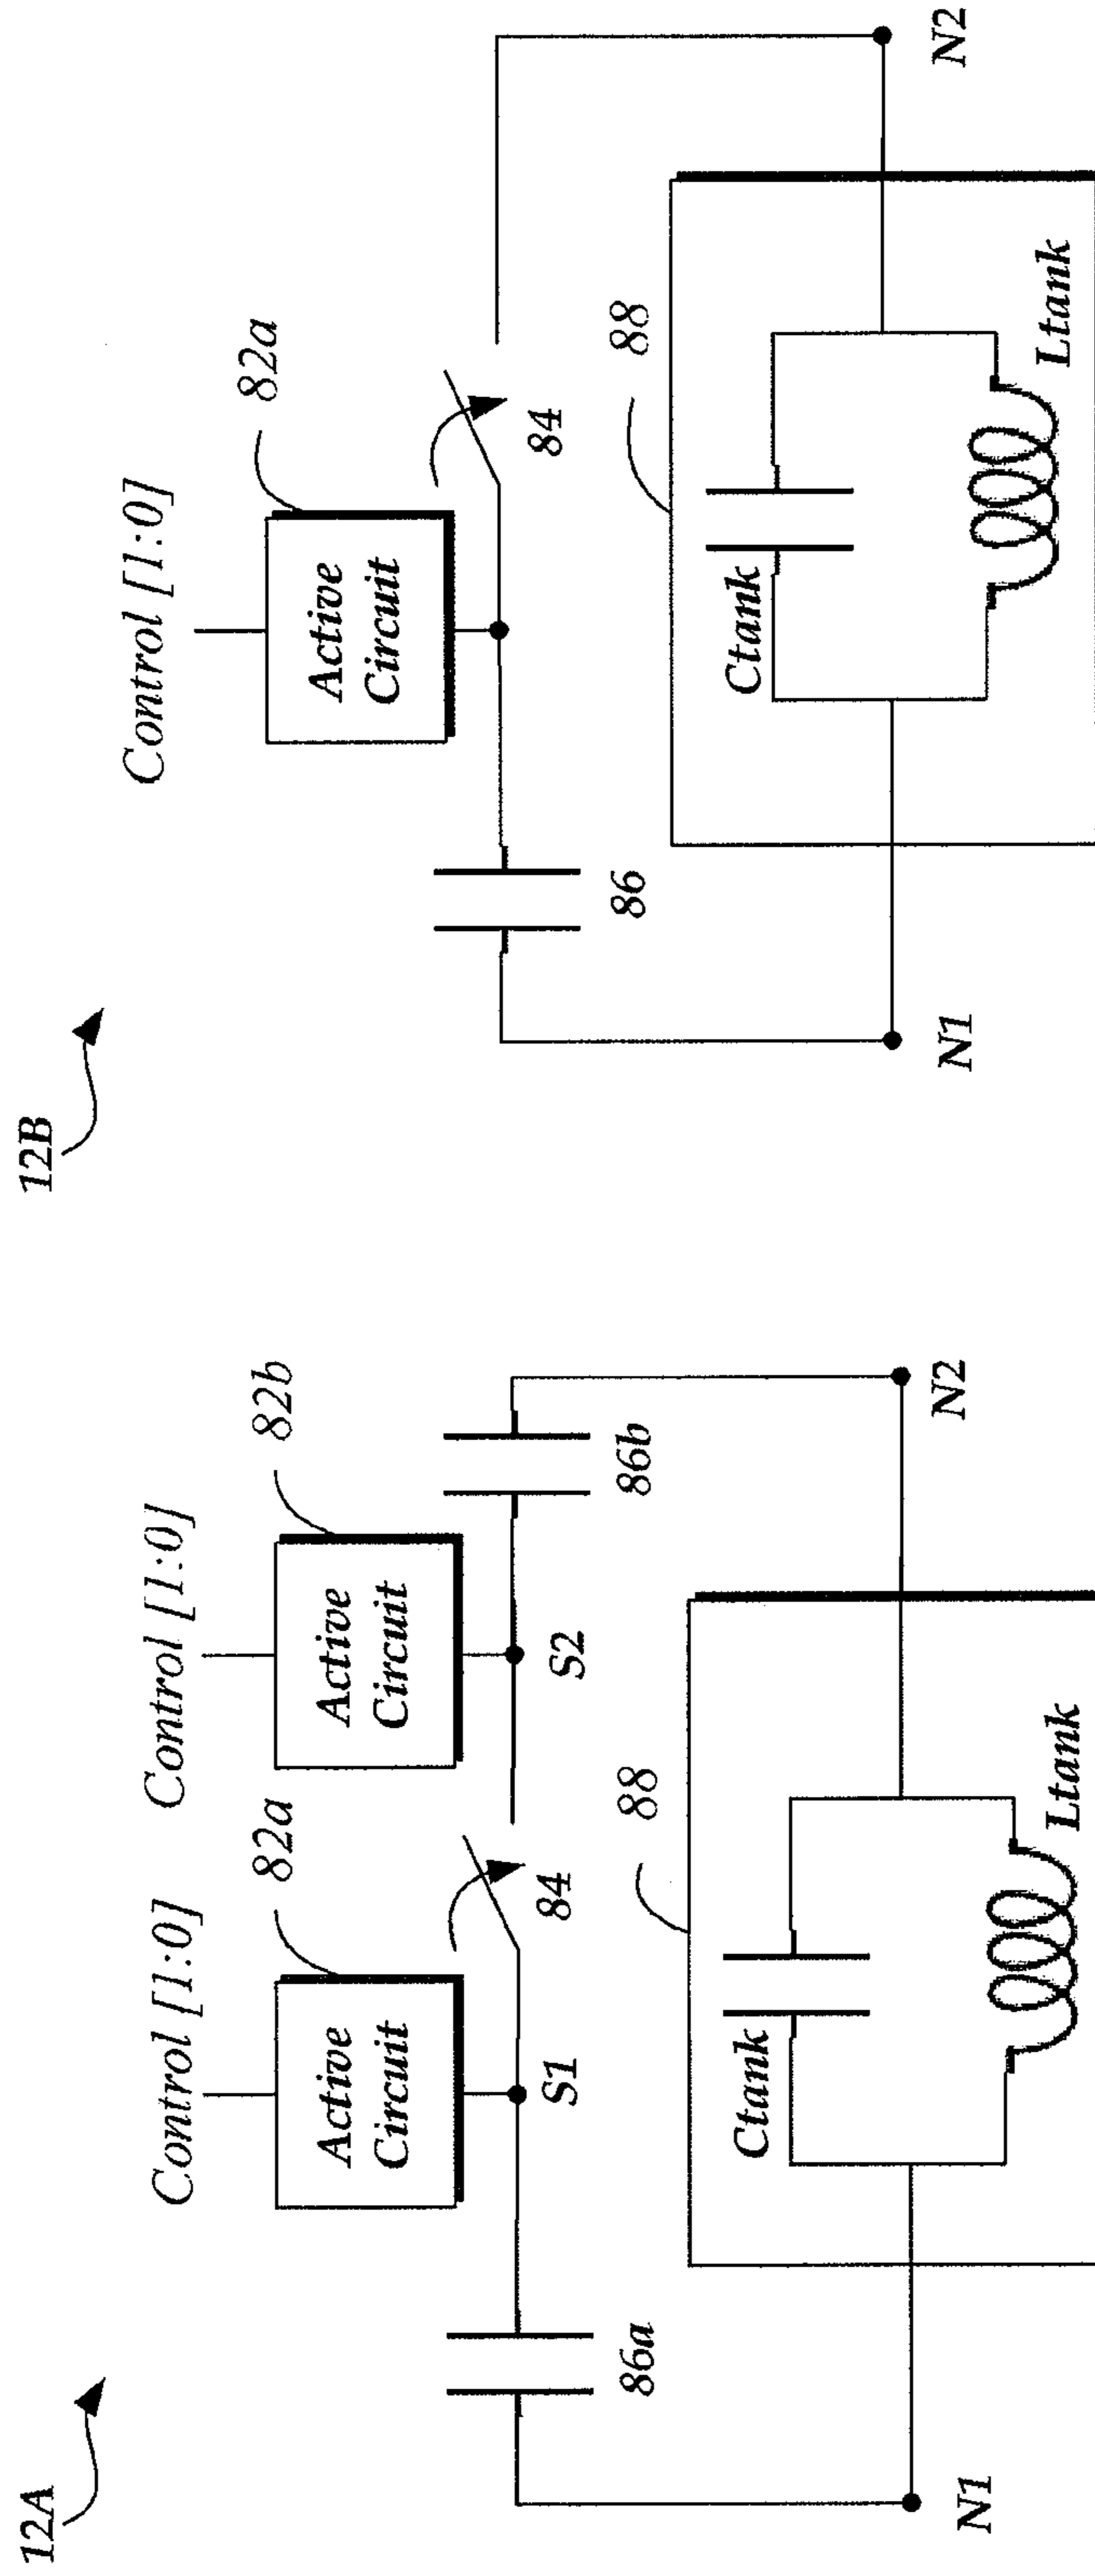 12A
Control [1:0]
Control [1:0]
82a
82b
Active
Circuit
Active
Circuit
86a
S1
84
S2
86b
88
Ctank
Ltank
N1
N2
12B
Control [1:0]
82a
Active
Circuit
86
84
88
Ctank
Ltank
N1
N2